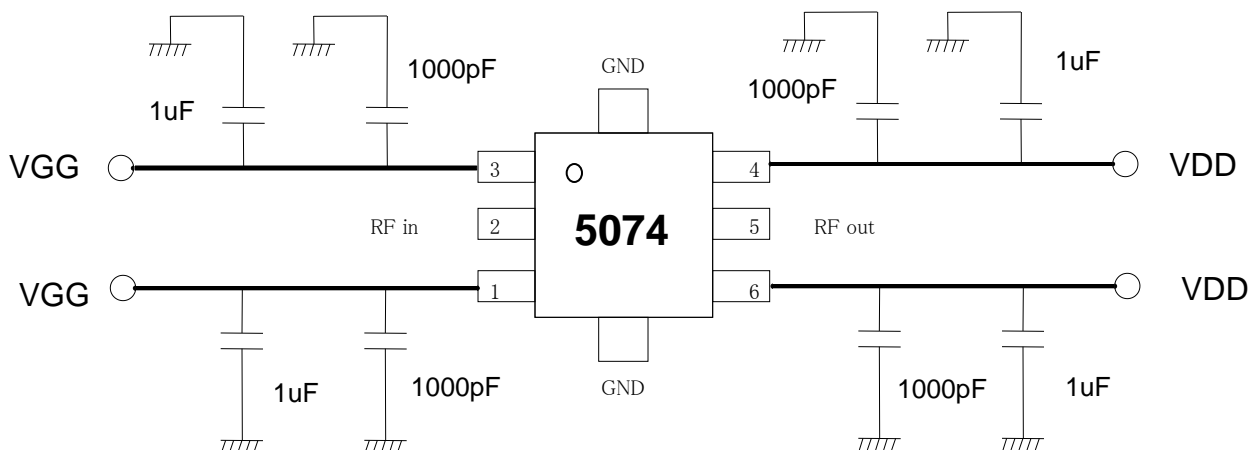 1000pF
1uF
GND
1000pF
1uF
VGG
3
4
VDD
RF in
2
5074
5
RF out
VGG
1
6
VDD
1uF
1000pF
GND
1000pF
1uF